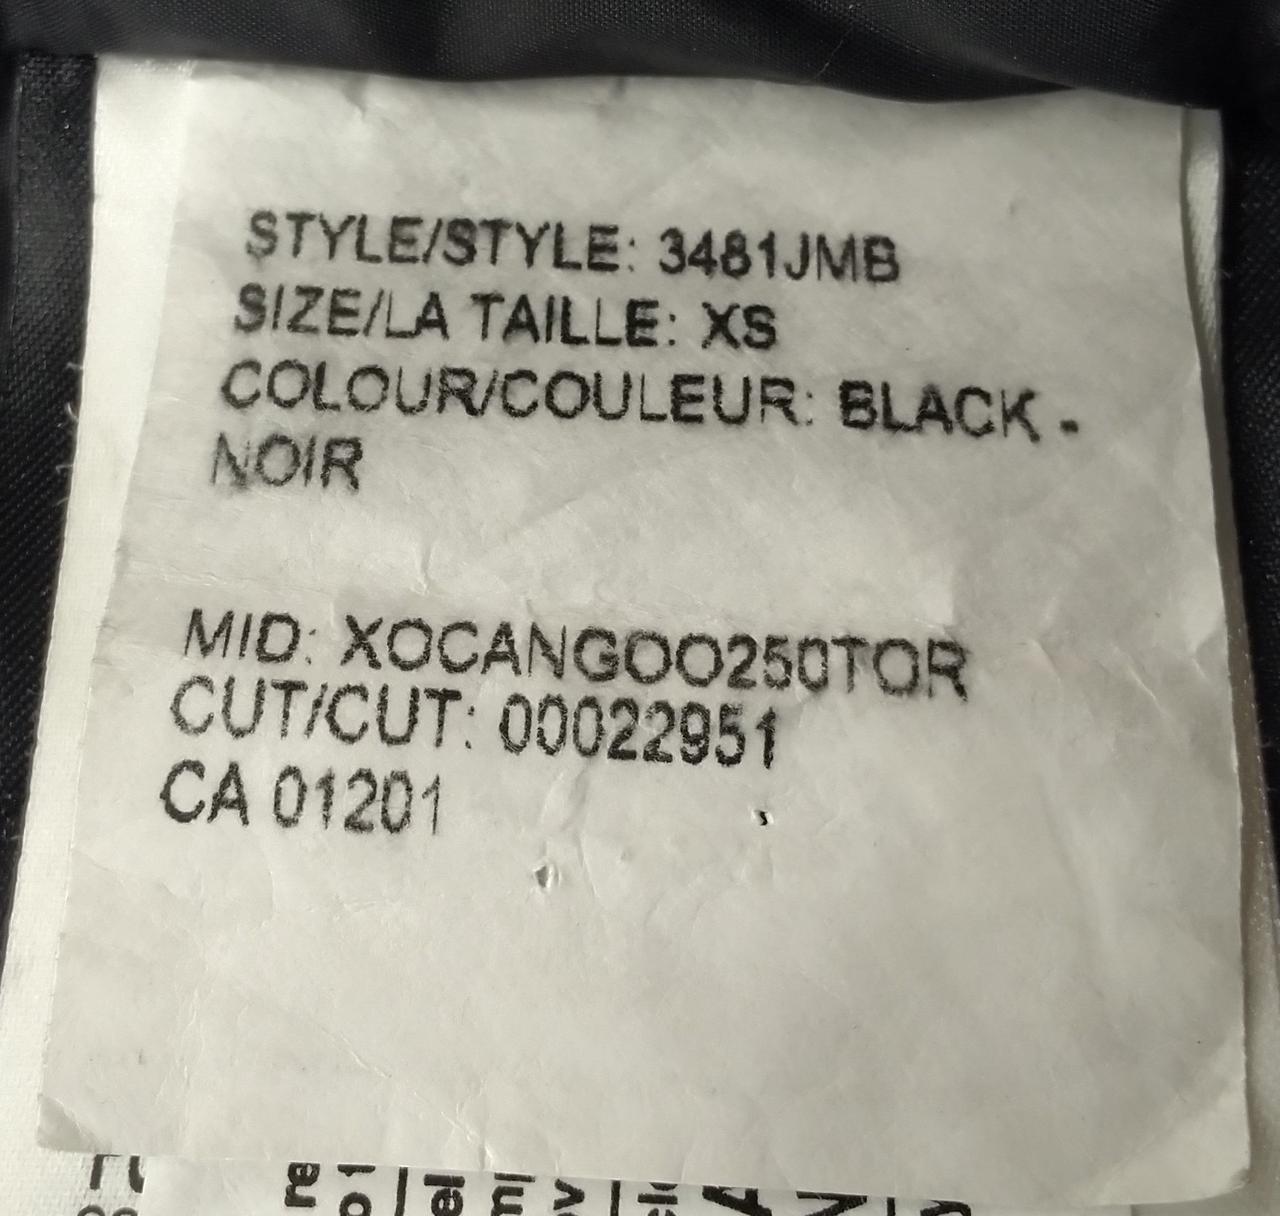 STYLE/STYLE: 3481JMB
SIZE/LA TAILLE: XS
COLOUR/COULEUR: BLACK -
NOIR
MID: XOCANGOO250TOR
CUT/CUT: 00022951
CA 01201